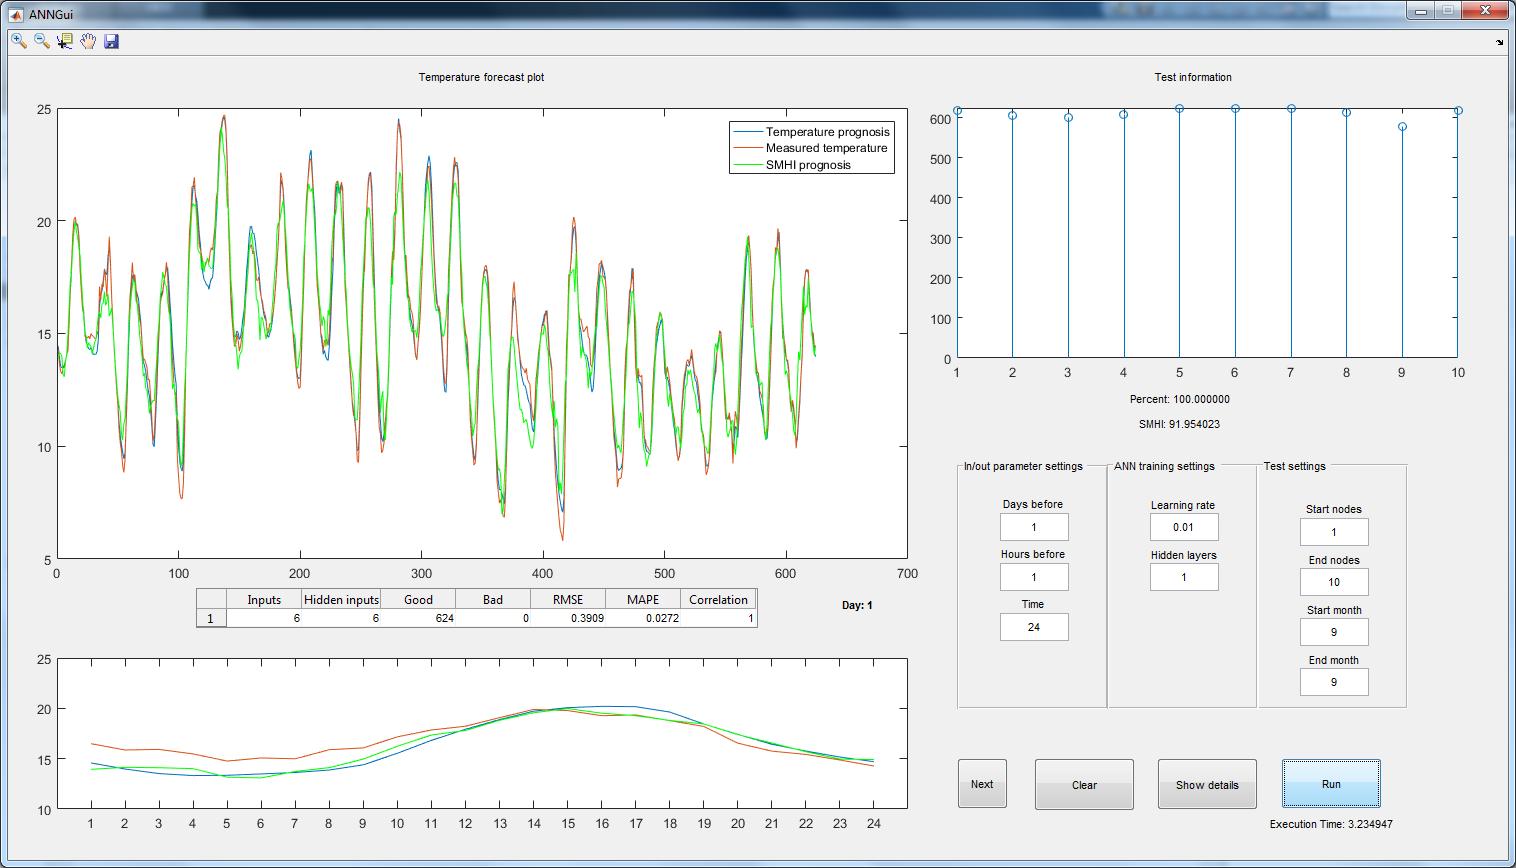 ANNGui
Temperature forecast plot
25
20
15
10
5
0 100 200 300 400 500 600 700
Temperature prognosis
Measured temperature
SMHI prognosis
Inputs Hidden inputs Good Bad RMSE MAPE Correlation
1 6 6 624 0 0.3909 0.0272 1
Day: 1
25
20
15
10
1 2 3 4 5 6 7 8 9 10 11 12 13 14 15 16 17 18 19 20 21 22 23 24
Test information
600
500
400
300
200
100
0
1 2 3 4 5 6 7 8 9 10
Percent: 100.000000
SMHI: 91.954023
In/out parameter settings
Days before
1
Hours before
1
Time
24
ANN training settings
Learning rate
0.01
Hidden layers
1
Test settings
Start nodes
1
End nodes
10
Start month
9
End month
9
Next
Clear
Show details
Run
Execution Time: 3.234947